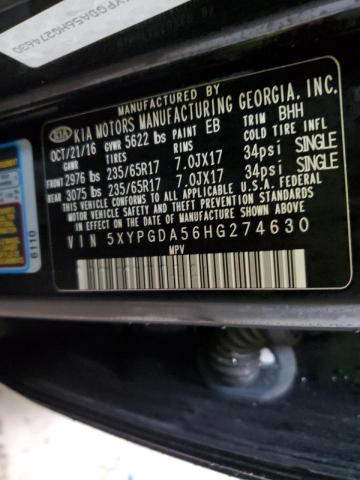 XYPGDA56HG274630
MANUFACTURED BY
KIA KIA MOTORS MANUFACTURING GEORGIA, INC.
OCT/21/16 GVWR 5622 lbs PAINT EB TRIM BHH
GAWR TIRES RIMS COLD TIRE INFL
FRONT 2976 lbs 235/65R17 7.0JX17 34psi SINGLE
REAR 3075 lbs 235/65R17 7.0JX17 34psi SINGLE
THIS VEHICLE CONFORMS TO ALL APPLICABLE U.S.A. FEDERAL
MOTOR VEHICLE SAFETY AND THEFT PREVENTION STANDARDS
IN EFFECT ON THE DATE OF MANUFACTURE SHOWN ABOVE.
VIN 5XYPGDA56HG274630
MPV
6110